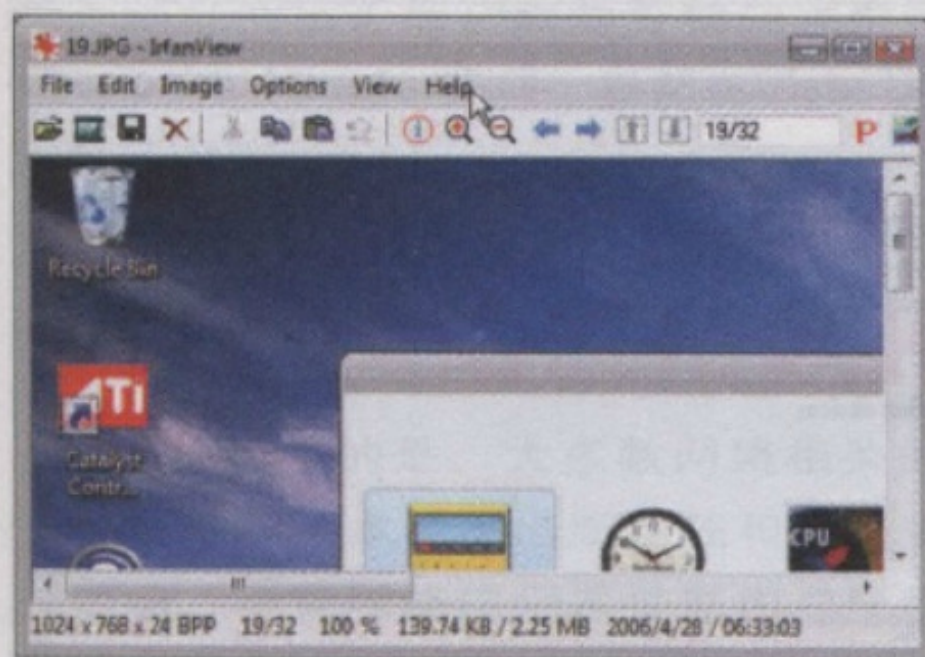 19.JPG - IrfanView
File Edit Image Options View Help
19/32 P
Recycle Bin
ATI
Catalyst
Contr...
CPU
1024 x 768 x 24 BPP 19/32 100 % 139.74 KB / 2.25 MB 2006/4/28 / 06:33:03